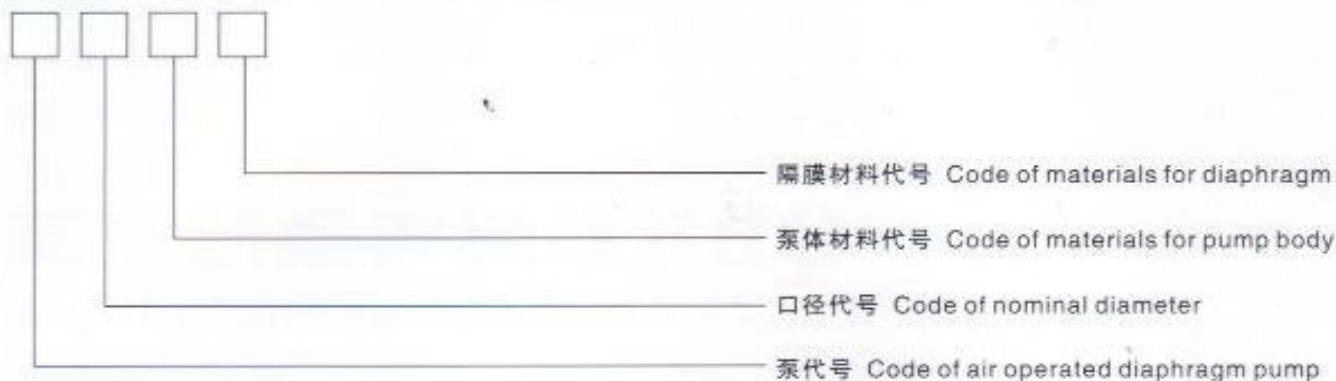 隔膜材料代号 Code of materials for diaphragm
泵体材料代号 Code of materials for pump body
口径代号 Code of nominal diameter
泵代号 Code of air operated diaphragm pump